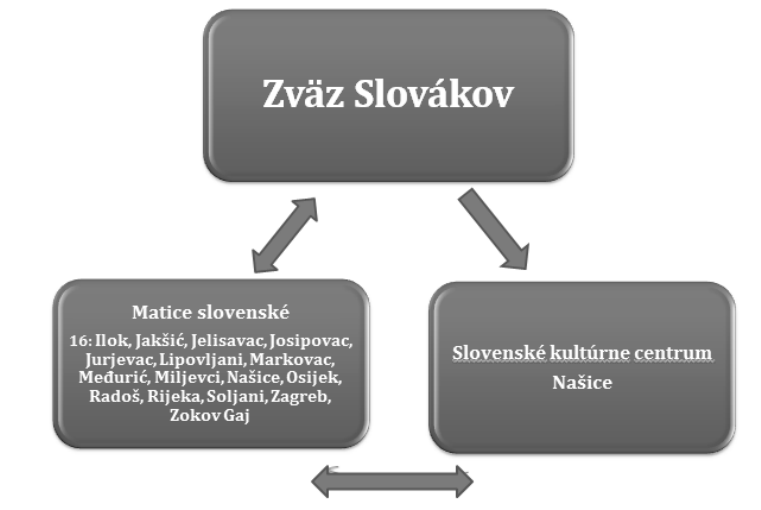 Zväz Slovákov
Matice slovenské
16: Ilok, Jakšić, Jelisavac, Josipovac,
Jurjevac, Lipovljani, Markovac,
Međurić, Miljevci, Našice, Osijek,
Radoš, Rijeka, Soljani, Zagreb,
Zokov Gaj
Slovenské kultúrne centrum
Našice